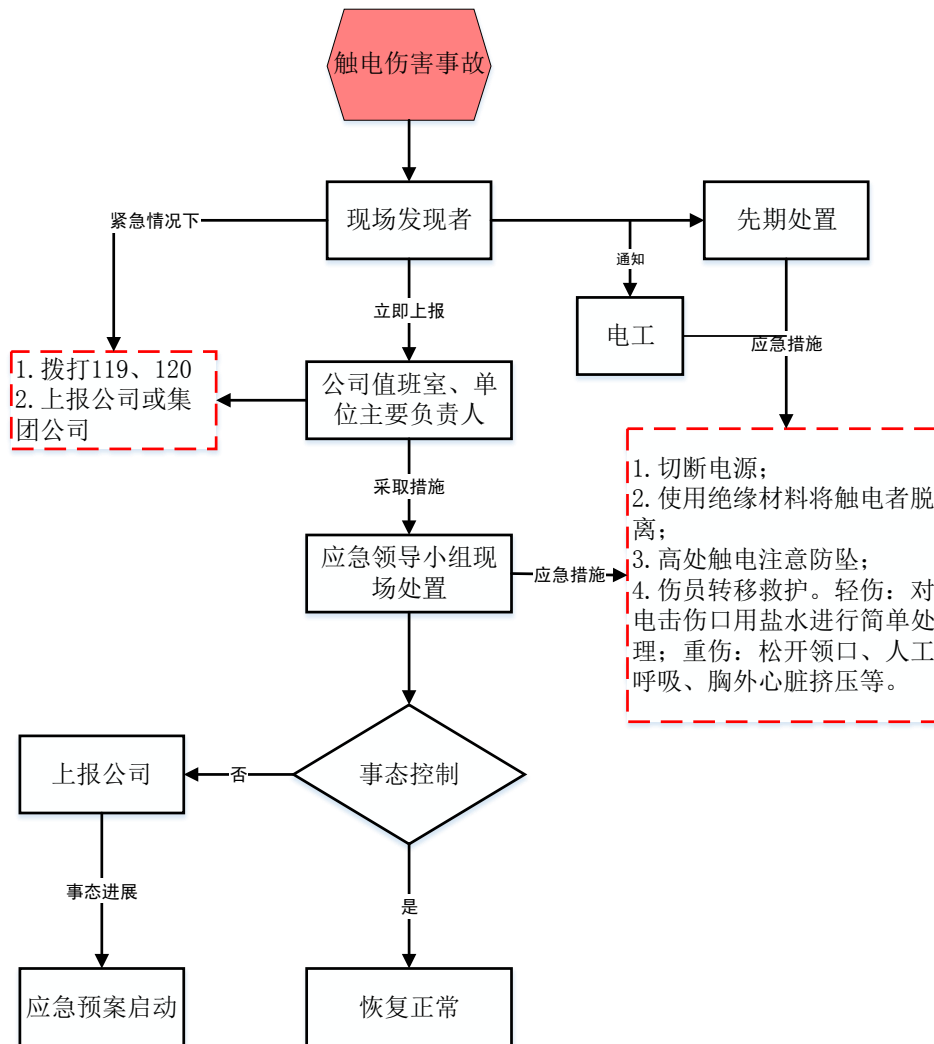 触电伤害事故
现场发现者
先期处置
紧急情况下
通知
立即上报
电工
应急措施
1.拨打119、120
2.上报公司或集
团公司
公司值班室、单
位主要负责人
采取措施
1.切断电源；
2.使用绝缘材料将触电者脱
离；
3.高处触电注意防坠；
4.伤员转移救护。轻伤：对
电击伤口用盐水进行简单处
理；重伤：松开领口、人工
呼吸、胸外心脏挤压等。
应急领导小组现
场处置
应急措施
事态控制
否
上报公司
事态进展
是
应急预案启动
恢复正常